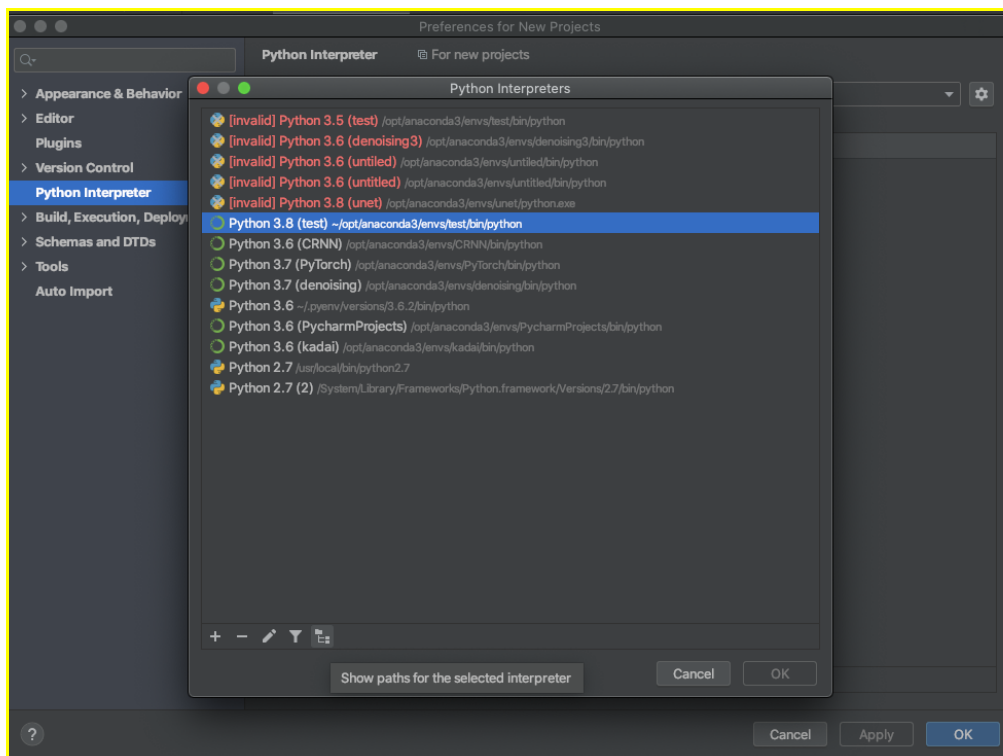 Preferences for New Projects
Python Interpreter
For new projects
Appearance & Behavior
Editor
Plugins
Version Control
Python Interpreter
Build, Execution, Deploy
Schemas and DTDs
Tools
Auto Import
Python Interpreters
[invalid] Python 3.5 (test) /opt/anaconda3/envs/test/bin/python
[invalid] Python 3.6 (denoising3) /opt/anaconda3/envs/denoising3/bin/python
[invalid] Python 3.6 (untiled) /opt/anaconda3/envs/untiled/bin/python
[invalid] Python 3.6 (untitled) /opt/anaconda3/envs/untitled/bin/python
[invalid] Python 3.8 (unet) /opt/anaconda3/envs/unet/python.exe
Python 3.8 (test) ~/opt/anaconda3/envs/test/bin/python
Python 3.6 (CRNN) /opt/anaconda3/envs/CRNN/bin/python
Python 3.7 (PyTorch) /opt/anaconda3/envs/PyTorch/bin/python
Python 3.7 (denoising) /opt/anaconda3/envs/denoising/bin/python
Python 3.6 ~/.pyenv/versions/3.6.2/bin/python
Python 3.6 (PycharmProjects) /opt/anaconda3/envs/PycharmProjects/bin/python
Python 3.6 (kadai) /opt/anaconda3/envs/kadai/bin/python
Python 2.7 /usr/local/bin/python2.7
Python 2.7 (2) /System/Library/Frameworks/Python.framework/Versions/2.7/bin/python
Show paths for the selected interpreter
Cancel
OK
?
Cancel
Apply
OK